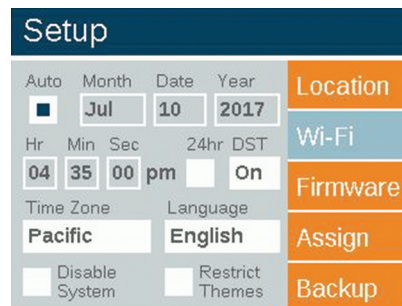 Setup
Auto Month Date Year
Jul 10 2017
Hr Min Sec 24hr DST
04 35 00 pm On
Time Zone Language
Pacific English
Disable System
Restrict Themes
Location
Wi-Fi
Firmware
Assign
Backup